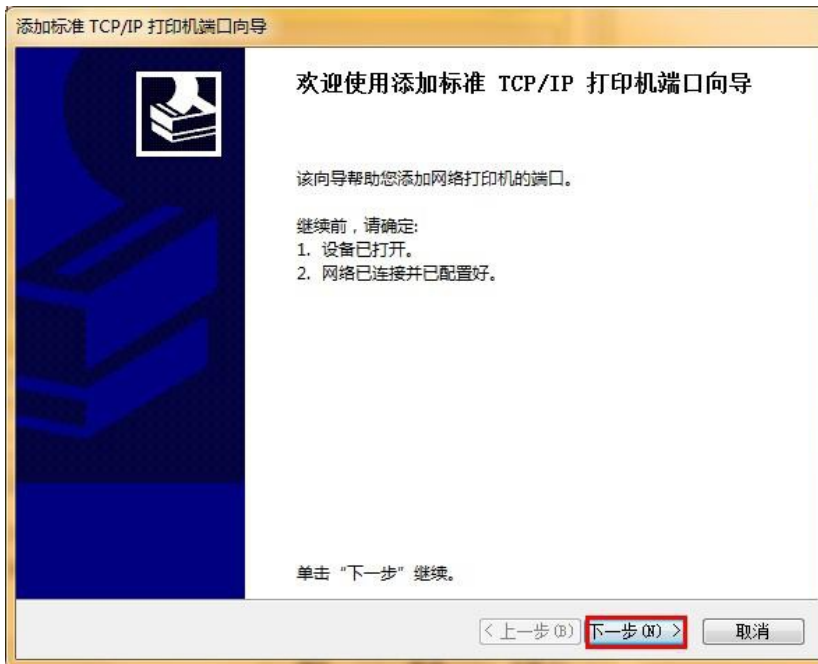 添加标准 TCP/IP 打印机端口向导
欢迎使用添加标准 TCP/IP 打印机端口向导
该向导帮助您添加网络打印机的端口。
继续前，请确定:
1. 设备已打开。
2. 网络已连接并已配置好。
单击“下一步”继续。
< 上一步(B) 下一步(N) > 取消